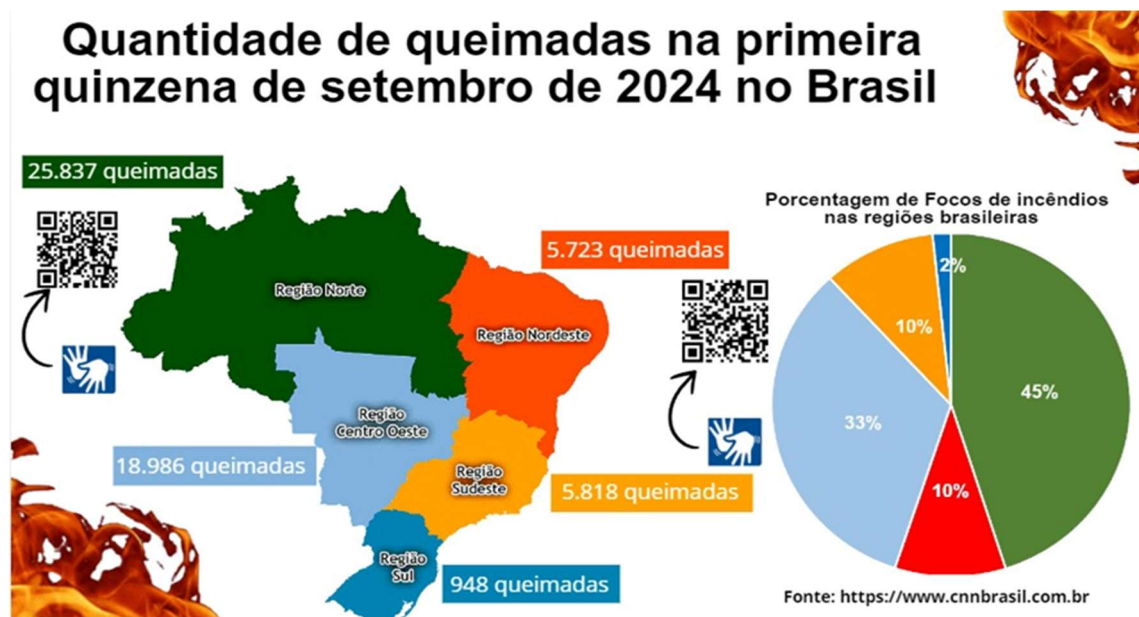 Quantidade de queimadas na primeira
quinzena de setembro de 2024 no Brasil
25.837 queimadas
Região Norte
5.723 queimadas
Região Nordeste
Região
Centro Oeste
18.986 queimadas
Região
Sudeste
5.818 queimadas
Região
Sul
948 queimadas
Porcentagem de Focos de incêndios
nas regiões brasileiras
2%
10%
45%
33%
10%
Fonte: https://www.cnnbrasil.com.br